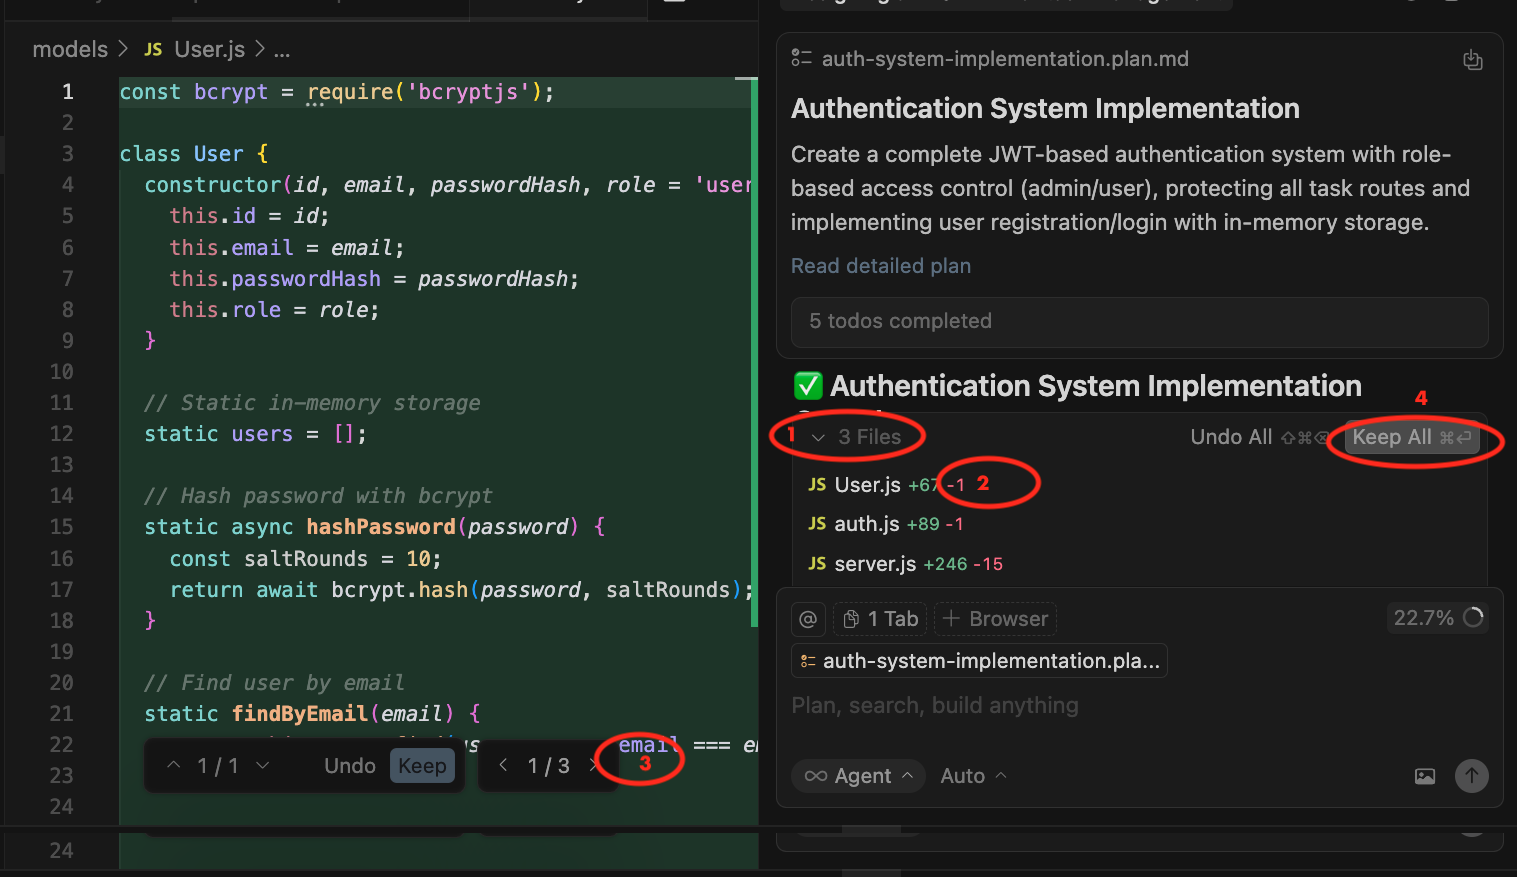 models > JS User.js > ...
1 const bcrypt = require('bcryptjs');
2
3 class User {
4 constructor(id, email, passwordHash, role = 'user
5 this.id = id;
6 this.email = email;
7 this.passwordHash = passwordHash;
8 this.role = role;
9 }
10
11 // Static in-memory storage
12 static users = [];
13
14 // Hash password with bcrypt
15 static async hashPassword(password) {
16 const saltRounds = 10;
17 return await bcrypt.hash(password, saltRounds);
18 }
19
20 // Find user by email
21 static findByEmail(email) {
22 email === em
23
24
24
1 / 1 Undo Keep
1 / 3
3
auth-system-implementation.plan.md
Authentication System Implementation
Create a complete JWT-based authentication system with role-
based access control (admin/user), protecting all task routes and
implementing user registration/login with in-memory storage.
Read detailed plan
5 todos completed
✅ Authentication System Implementation
4
1 3 Files Undo All ⇧⌘⌫ Keep All ⌘⏎
JS User.js +67 -1 2
JS auth.js +89 -1
JS server.js +246 -15
@ 1 Tab + Browser 22.7%
auth-system-implementation.pla...
Plan, search, build anything
∞ Agent Auto